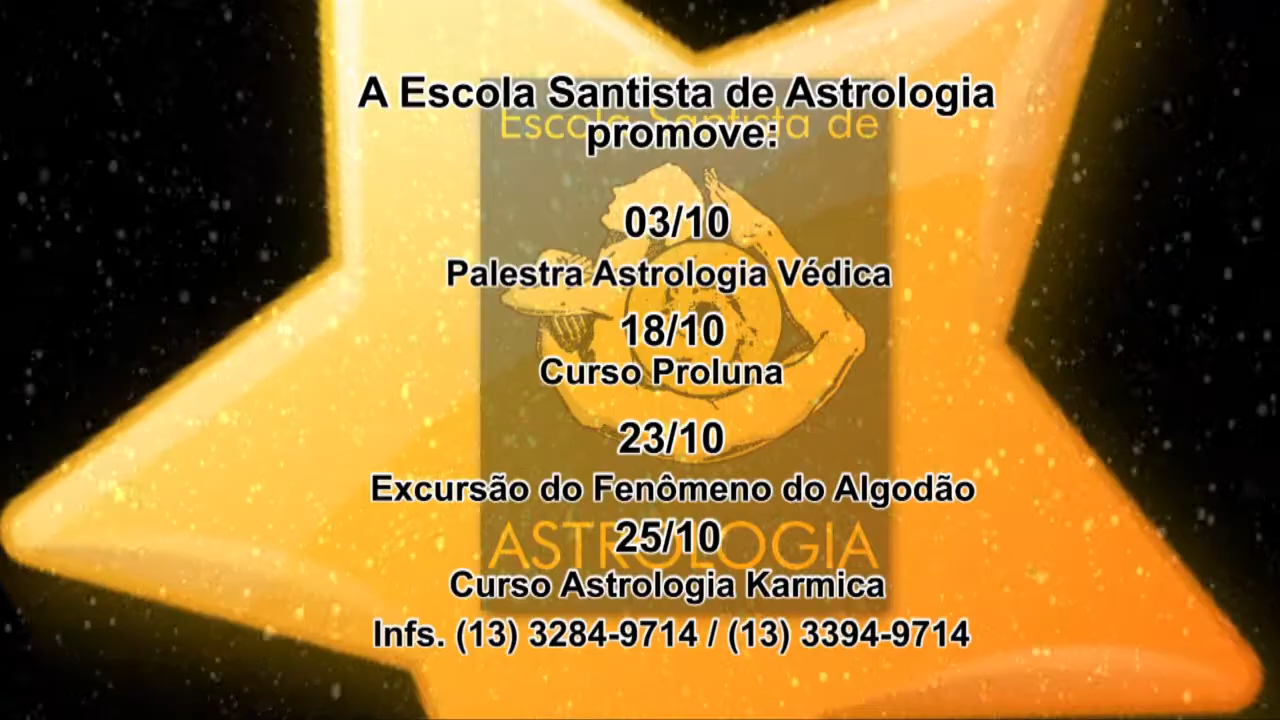 A Escola Santista de Astrologia
Escola Santista de
promove:
03/10
Palestra Astrologia Védica
18/10
Curso Proluna
23/10
Excursão do Fenômeno do Algodão
ASTROLOGIA
25/10
Curso Astrologia Karmica
Infs. (13) 3284-9714 / (13) 3394-9714